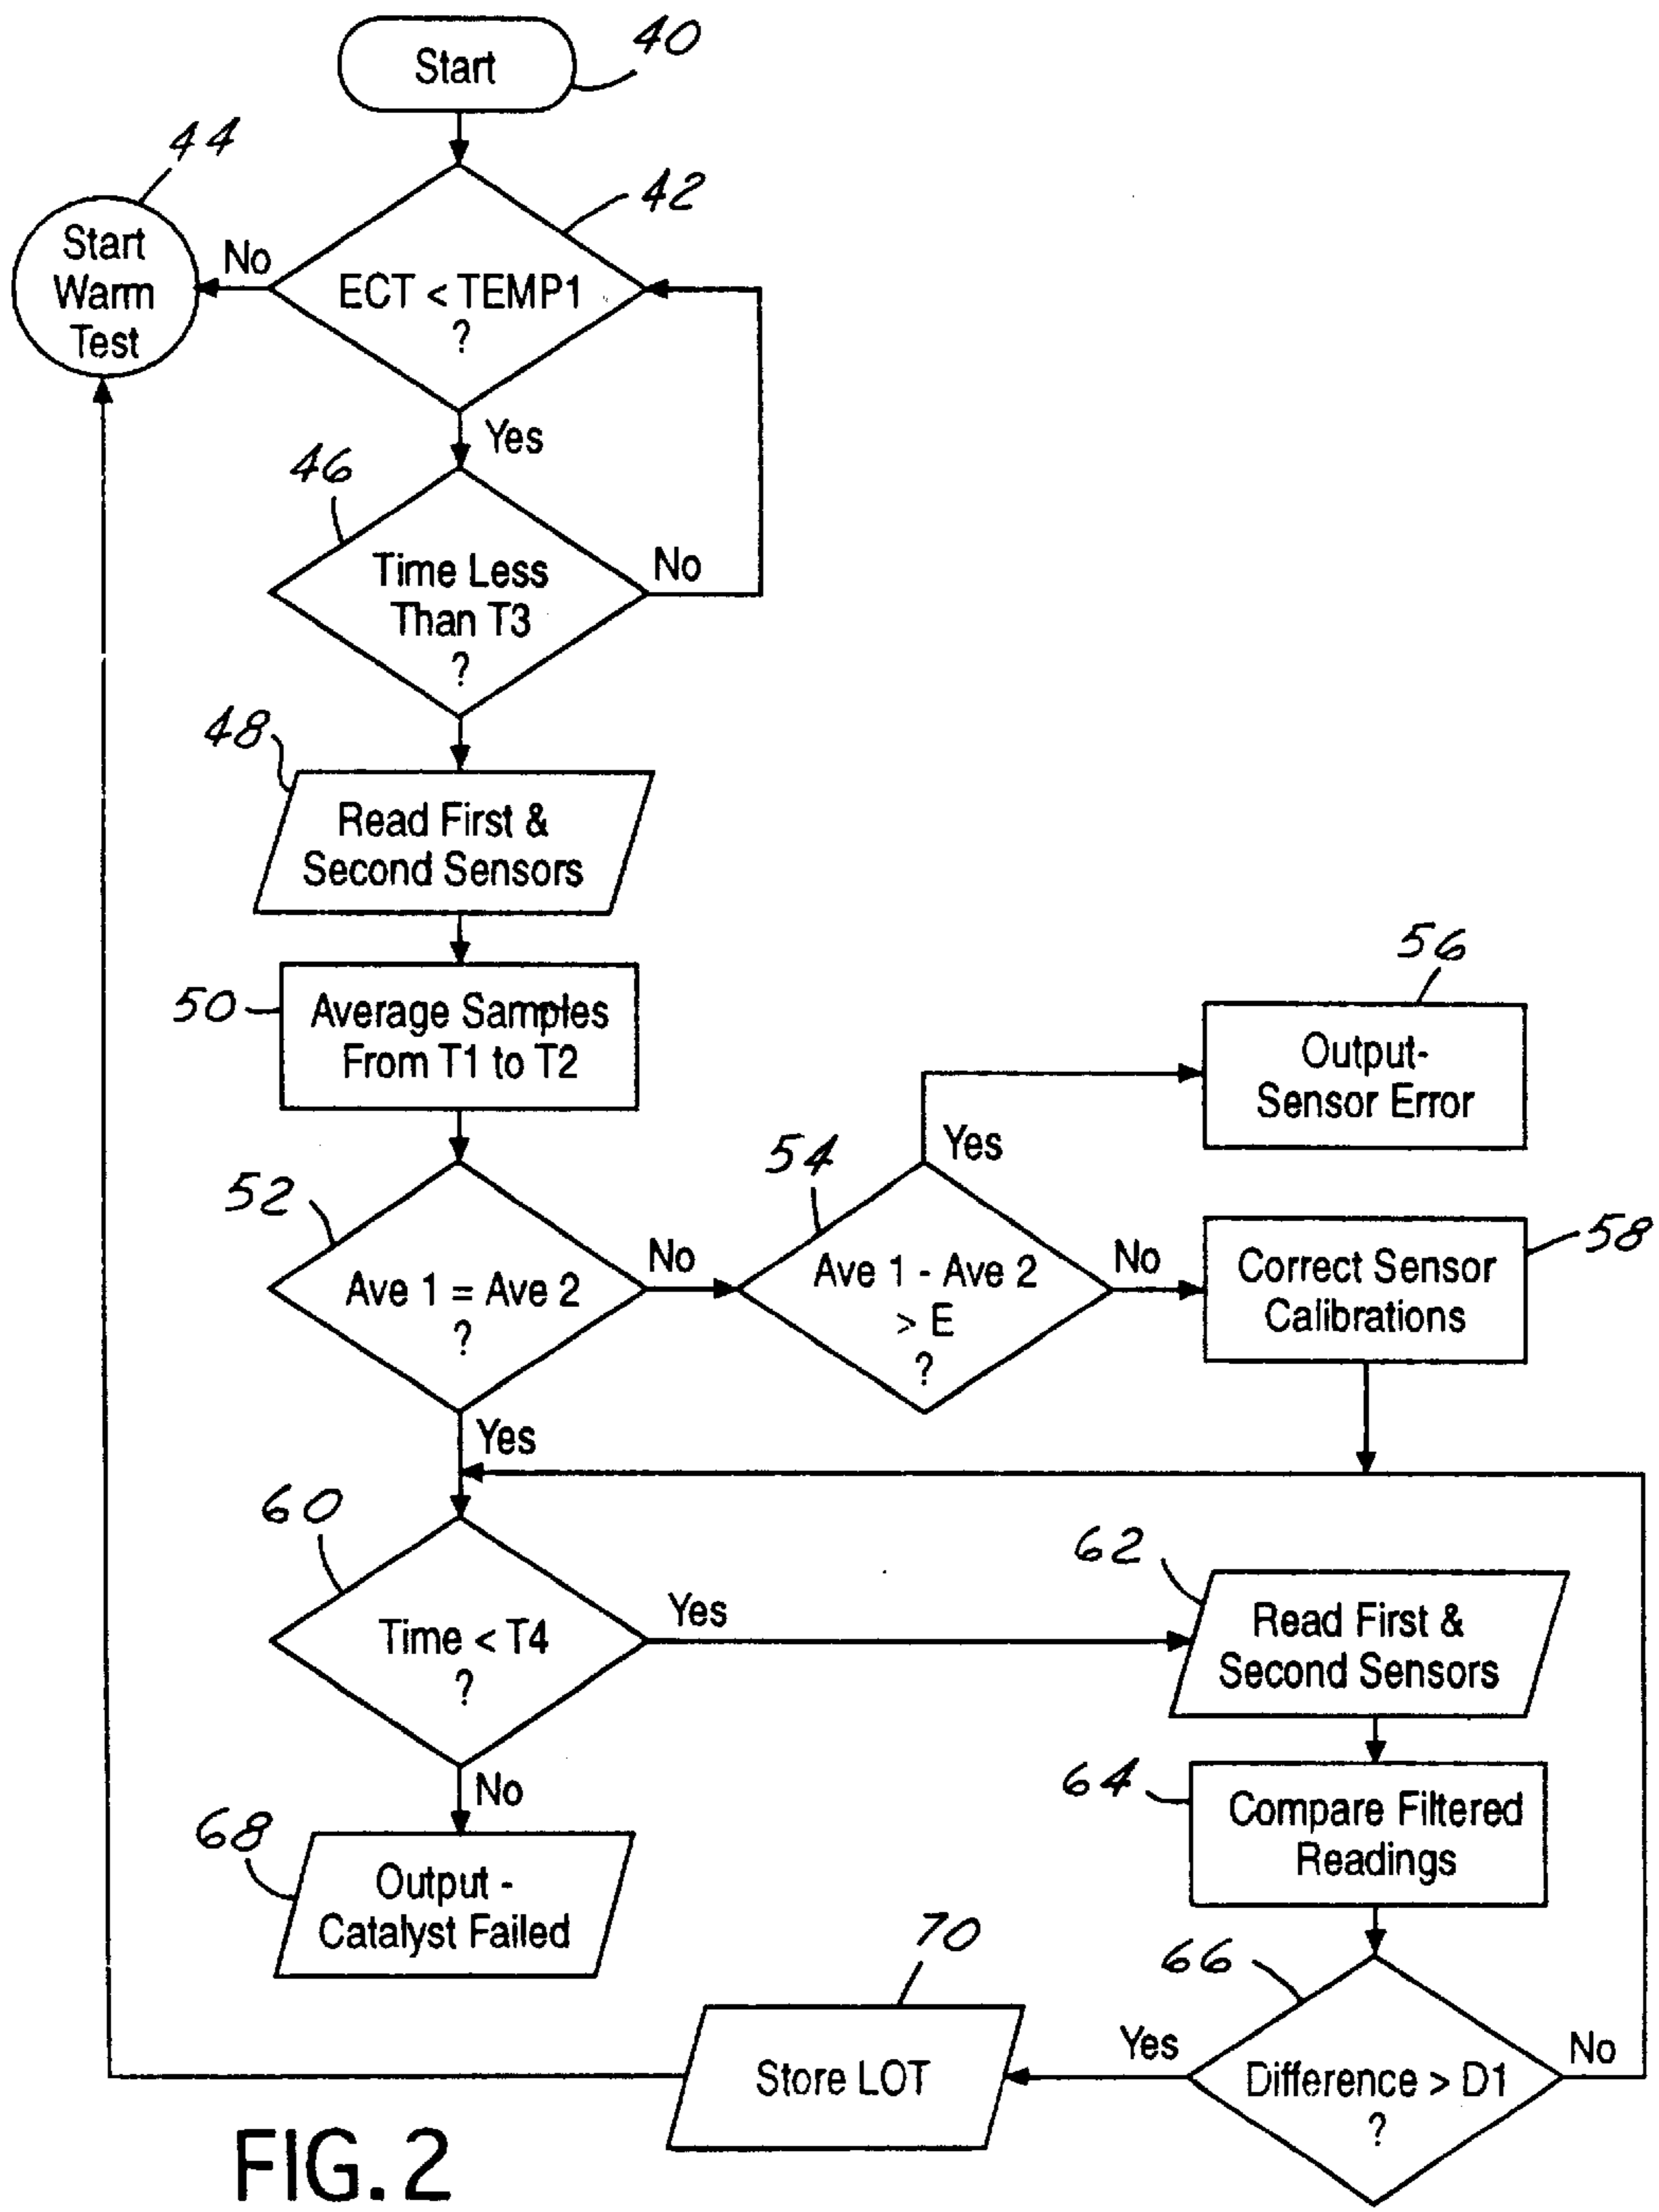 Start
40
44
42
Start
Warm
Test
No
ECT < TEMP1
?
Yes
46
Time Less
Than T3
?
No
48
Read First &
Second Sensors
50
Average Samples
From T1 to T2
56
Output-
Sensor Error
52
Ave 1 = Ave 2
?
No
54
Yes
Ave 1 - Ave 2
> E
?
No
58
Correct Sensor
Calibrations
Yes
60
Time < T4
?
Yes
62
Read First &
Second Sensors
No
64
Compare Filtered
Readings
68
Output -
Catalyst Failed
70
Store LOT
66
Yes
Difference > D1
?
No
FIG. 2